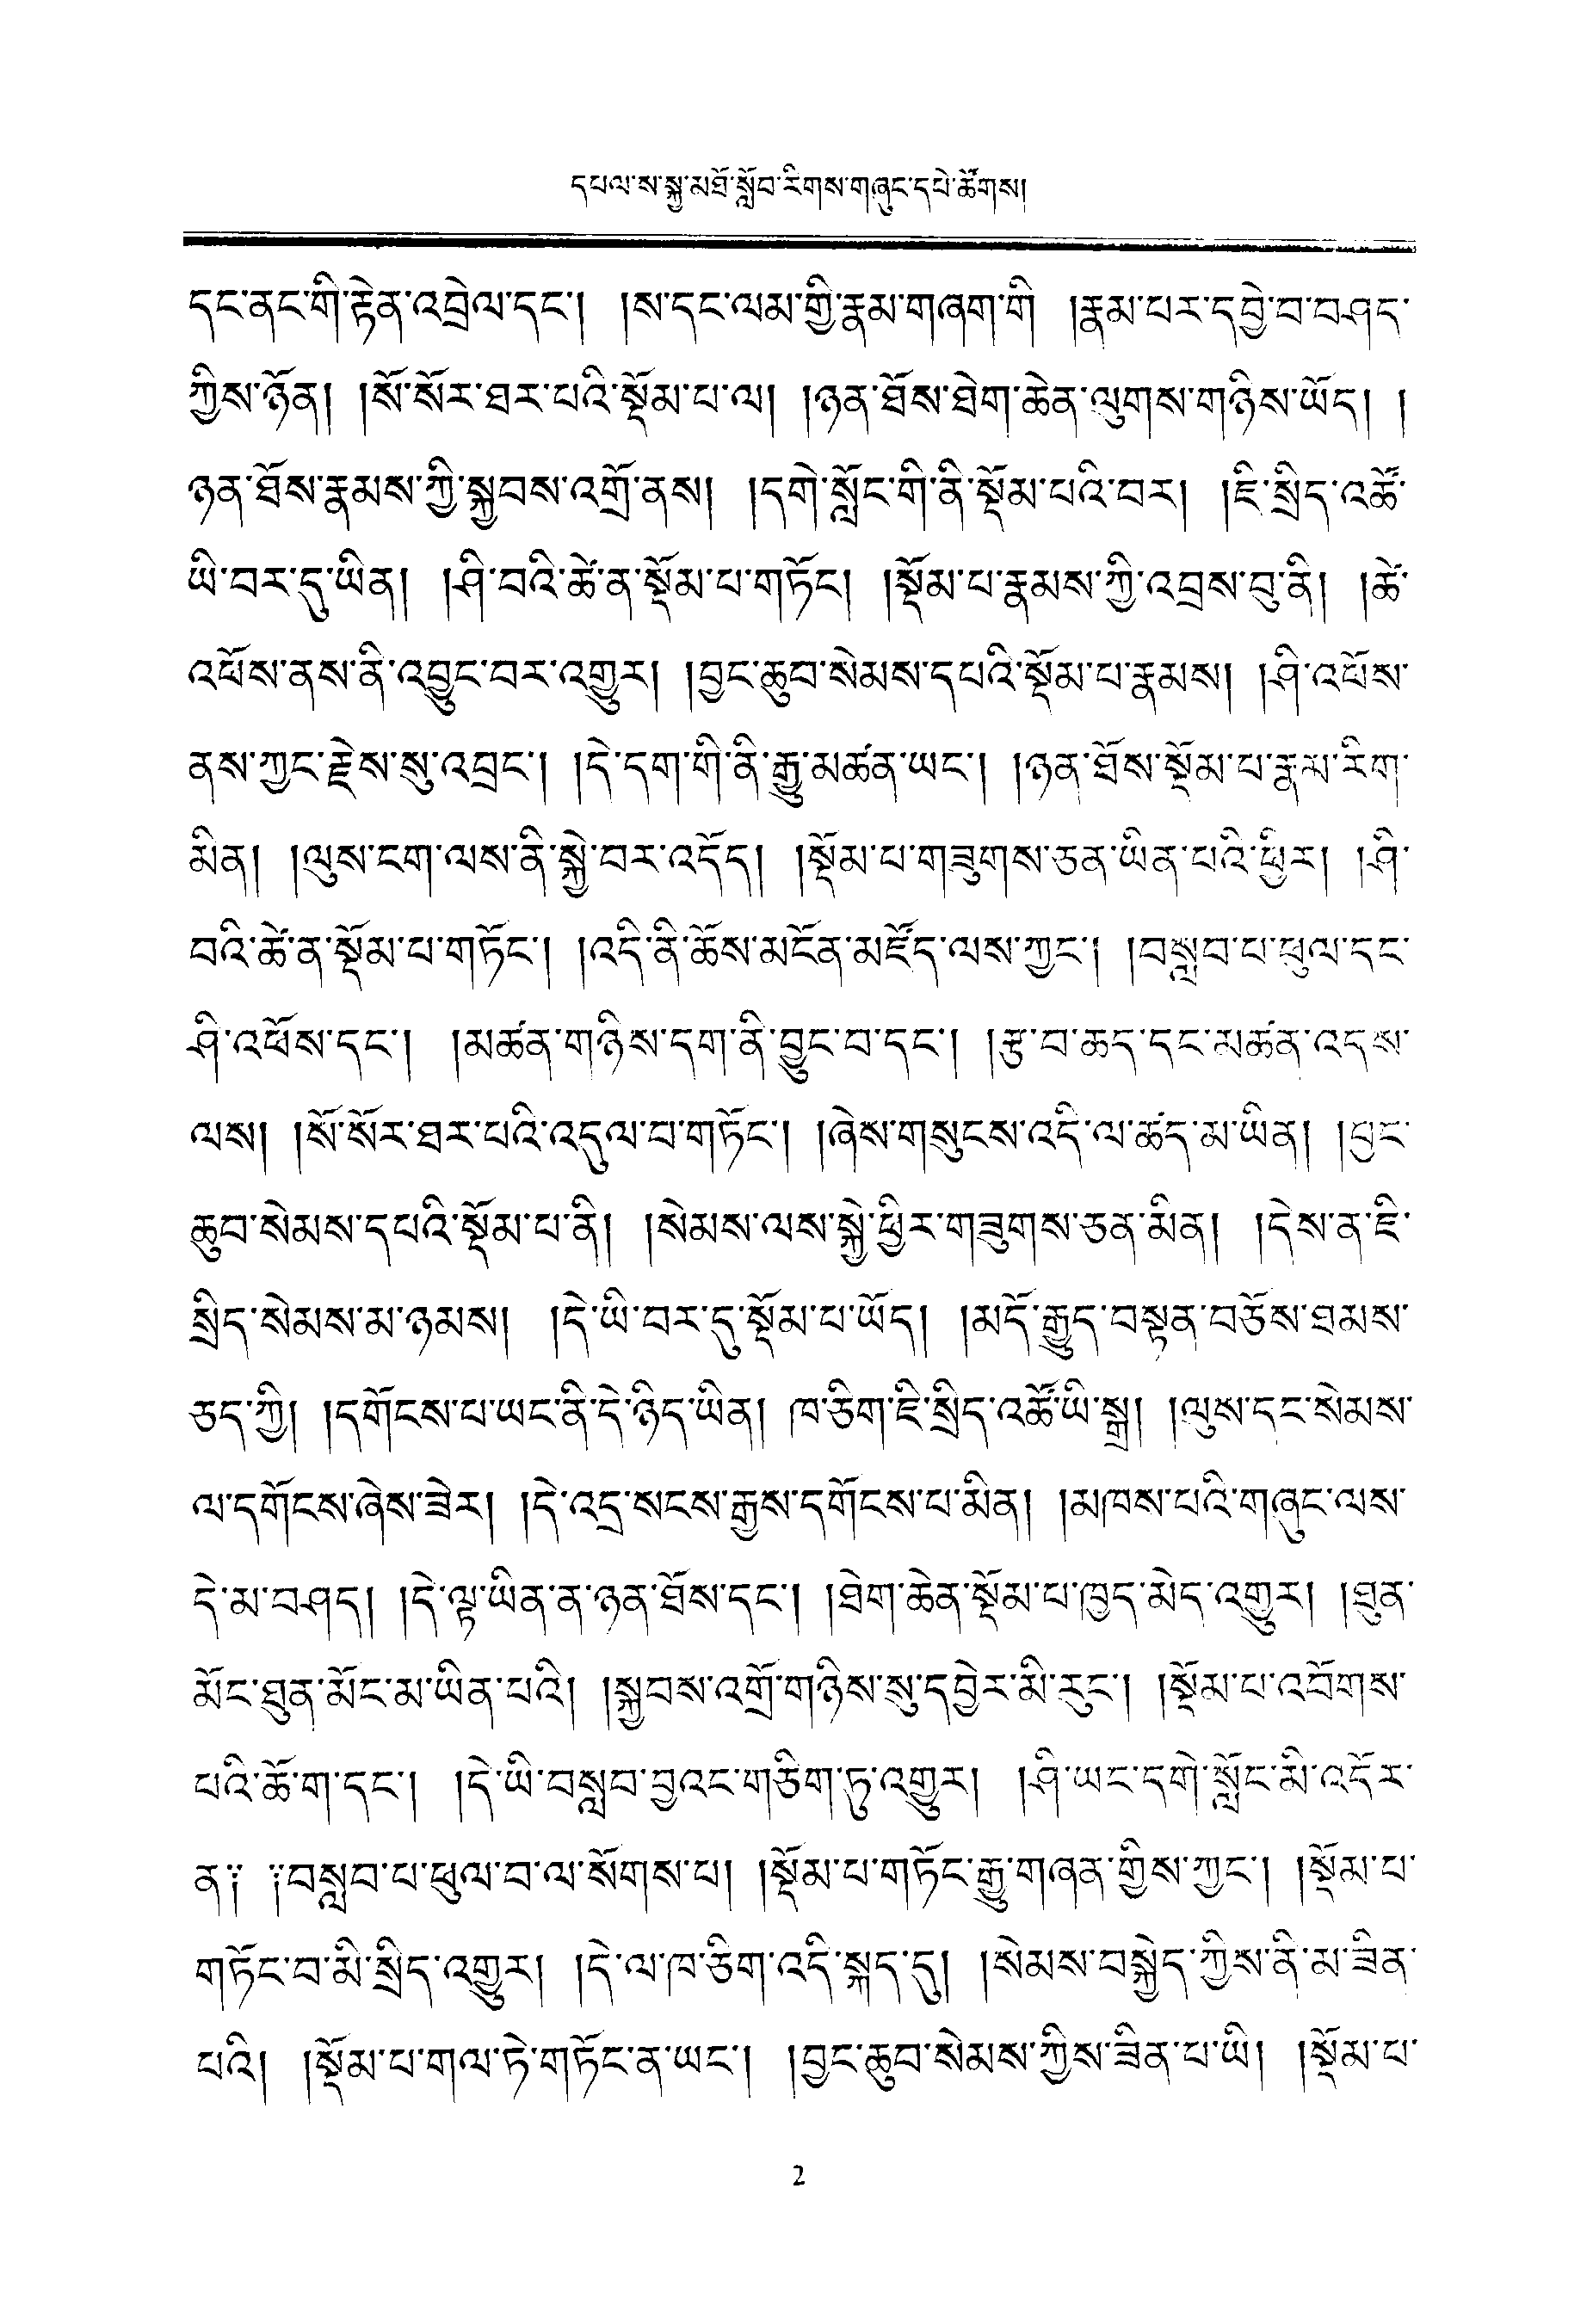 དཔལ་ས་སྐྱ་མཐོ་སློབ་རིགས་གཞུང་དཔེ་ཚོགས།
དང་ནང་གི་རྟེན་འབྲེལ་དང་། །ས་དང་ལམ་གྱི་རྣམ་གཞག་གི །རྣམ་པར་དབྱེ་བ་བཤད་
ཀྱིས་ཉོན། །སོ་སོར་ཐར་པའི་སྡོམ་པ་ལ། །ཉན་ཐོས་ཐེག་ཆེན་ལུགས་གཉིས་ཡོད། །
ཉན་ཐོས་རྣམས་ཀྱི་སྐྱབས་འགྲོ་ནས། །དགེ་སློང་གི་ནི་སྡོམ་པའི་བར། །ཇི་སྲིད་འཚོ་
ཡི་བར་དུ་ཡིན། །ཤི་བའི་ཚེ་ན་སྡོམ་པ་གཏོང། །སྡོམ་པ་རྣམས་ཀྱི་འབྲས་བུ་ནི། །ཚེ་
འཕོས་ནས་ནི་འབྱུང་བར་འགྱུར། །བྱང་ཆུབ་སེམས་དཔའི་སྡོམ་པ་རྣམས། །ཤི་འཕོས་
ནས་ཀྱང་རྗེས་སུ་འབྲང་། །དེ་དག་གི་ནི་རྒྱུ་མཚན་ཡང་། །ཉན་ཐོས་སྡོམ་པ་རྣམ་རིག་
མིན། །ལུས་ངག་ལས་ནི་སྐྱེ་བར་འདོད། །སྡོམ་པ་གཟུགས་ཅན་ཡིན་པའི་ཕྱིར། །ཤི་
བའི་ཚེ་ན་སྡོམ་པ་གཏོང་། །འདི་ནི་ཆོས་མངོན་མཛོད་ལས་ཀྱང་། །བསླབ་པ་ཕུལ་དང་
ཤི་འཕོས་དང་། །མཚན་གཉིས་དག་ནི་བྱུང་བ་དང་། །རྩ་བ་ཆད་དང་མཚན་འདས་
ལས། །སོ་སོར་ཐར་པའི་འདུལ་བ་གཏོང་། །ཞེས་གསུངས་འདི་ལ་ཚད་མ་ཡིན། །བྱང་
ཆུབ་སེམས་དཔའི་སྡོམ་པ་ནི། །སེམས་ལས་སྐྱེ་ཕྱིར་གཟུགས་ཅན་མིན། །དེས་ན་ཇི་
སྲིད་སེམས་མ་ཉམས། །དེ་ཡི་བར་དུ་སྡོམ་པ་ཡོད། །མདོ་རྒྱུད་བསྟན་བཅོས་ཐམས་
ཅད་ཀྱི། །དགོངས་པ་ཡང་ནི་དེ་ཉིད་ཡིན། ཁ་ཅིག་ཇི་སྲིད་འཚོ་ཡི་སྒྲ། །ལུས་དང་སེམས་
ལ་དགོངས་ཞེས་ཟེར། །དེ་འདྲ་སངས་རྒྱས་དགོངས་པ་མིན། །མཁས་པའི་གཞུང་ལས་
དེ་མ་བཤད། །དེ་ལྟ་ཡིན་ན་ཉན་ཐོས་དང་། །ཐེག་ཆེན་སྡོམ་པ་ཁྱད་མེད་འགྱུར། །ཐུན་
མོང་ཐུན་མོང་མ་ཡིན་པའི། །སྐྱབས་འགྲོ་གཉིས་སུ་དབྱེར་མི་རུང་། །སྡོམ་པ་འབོགས་
པའི་ཆོ་ག་དང་། །དེ་ཡི་བསླབ་བྱའང་གཅིག་ཏུ་འགྱུར། །ཤི་ཡང་དགེ་སློང་མི་འདོར་
ན༑ ༑བསླབ་པ་ཕུལ་བ་ལ་སོགས་པ། །སྡོམ་པ་གཏོང་རྒྱུ་གཞན་གྱིས་ཀྱང་། །སྡོམ་པ་
གཏོང་བ་མི་སྲིད་འགྱུར། །དེ་ལ་ཁ་ཅིག་འདི་སྐད་དུ། །སེམས་བསྐྱེད་ཀྱིས་ནི་མ་ཟིན་
པའི། །སྡོམ་པ་གལ་ཏེ་གཏོང་ན་ཡང་། །བྱང་ཆུབ་སེམས་ཀྱིས་ཟིན་པ་ཡི། །སྡོམ་པ་
2